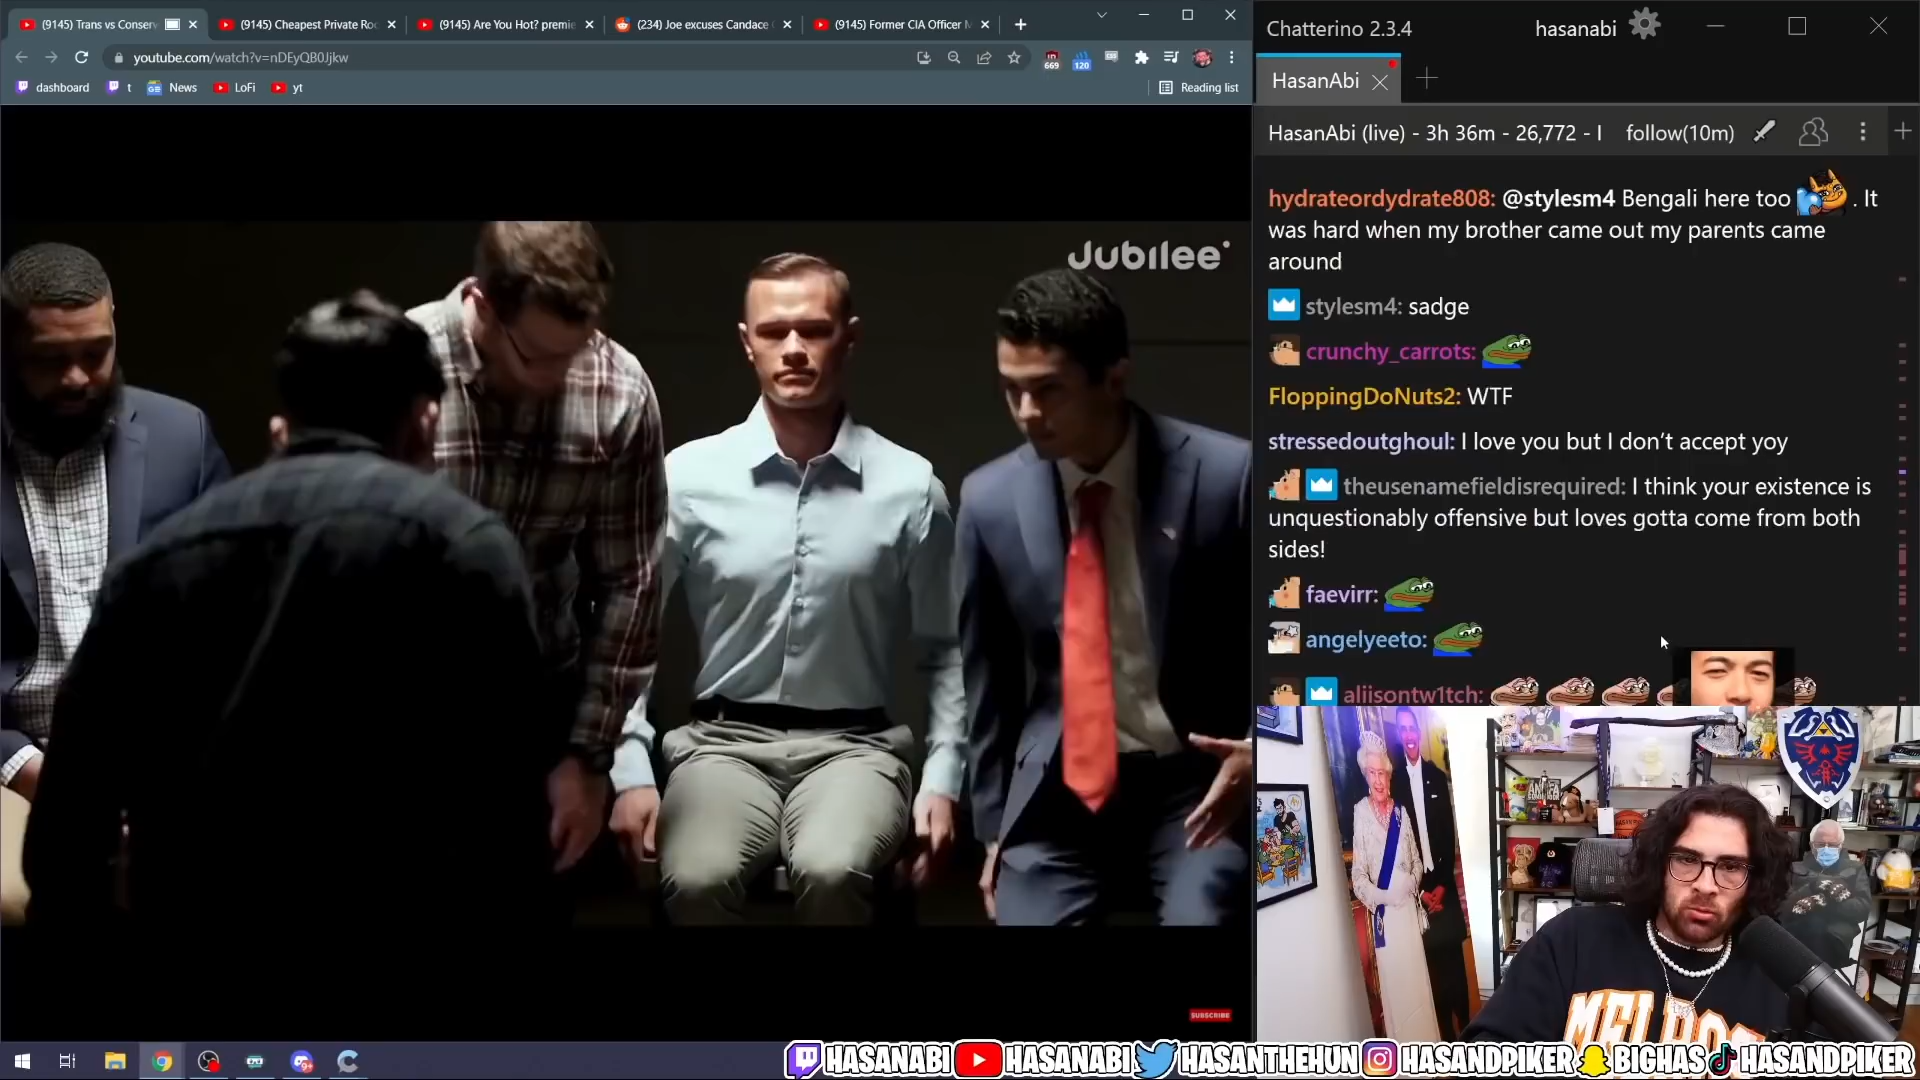 (9145) Trans vs Conserv
(9145) Cheapest Private Roo
(9145) Are You Hot? premie
(234) Joe excuses Candace
(9145) Former CIA Officer
youtube.com/watch?v=nDEyQB0Jjkw
669
120
dashboard
t
News
LoFi
yt
Reading list
Jubilee
SUBSCRIBE
Chatterino 2.3.4
hasanabi
HasanAbi
HasanAbi (live) - 3h 36m - 26,772 - I
follow(10m)
hydrateordydrate808: @stylesm4 Bengali here too . It
was hard when my brother came out my parents came
around
stylesm4: sadge
crunchy_carrots:
FloppingDoNuts2: WTF
stressedoutghoul: I love you but I don't accept yoy
theusenamefieldisrequired: I think your existence is
unquestionably offensive but loves gotta come from both
sides!
faevirr:
angelyeeto:
aliisontw1tch:
HASANABI HASANABI HASANTHEHUN HASANDPIKER BIGHAS HASANDPIKER